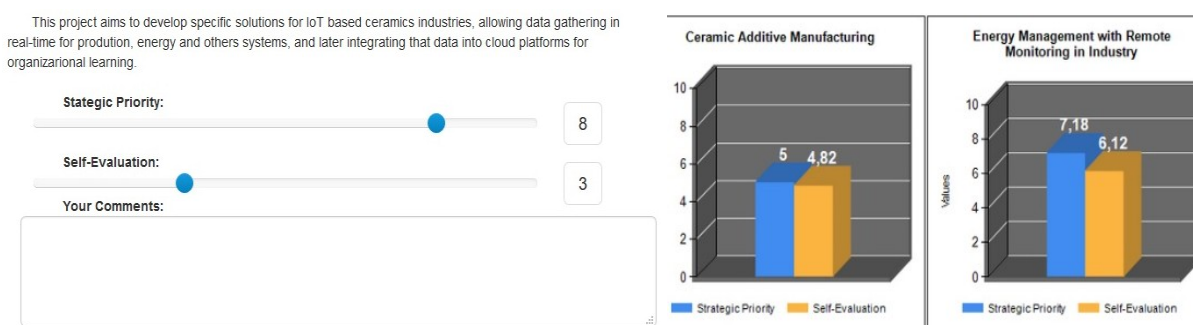 This project aims to develop specific solutions for IoT based ceramics industries, allowing data gathering in
real-time for prodution, energy and others systems, and later integrating that data into cloud platforms for
organizarional learning.
Stategic Priority:
8
Self-Evaluation:
3
Your Comments:
Ceramic Additive Manufacturing
10
8
6
4
2
0
5
4,82
Strategic Priority
Self-Evaluation
Energy Management with Remote
Monitoring in Industry
Values
10
8
6
4
2
0
7,18
6,12
Strategic Priority
Self-Evaluation